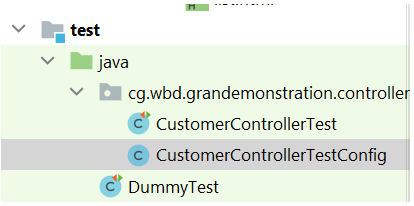 test
java
cg.wbd.grandemonstration.controller
CustomerControllerTest
CustomerControllerTestConfig
DummyTest